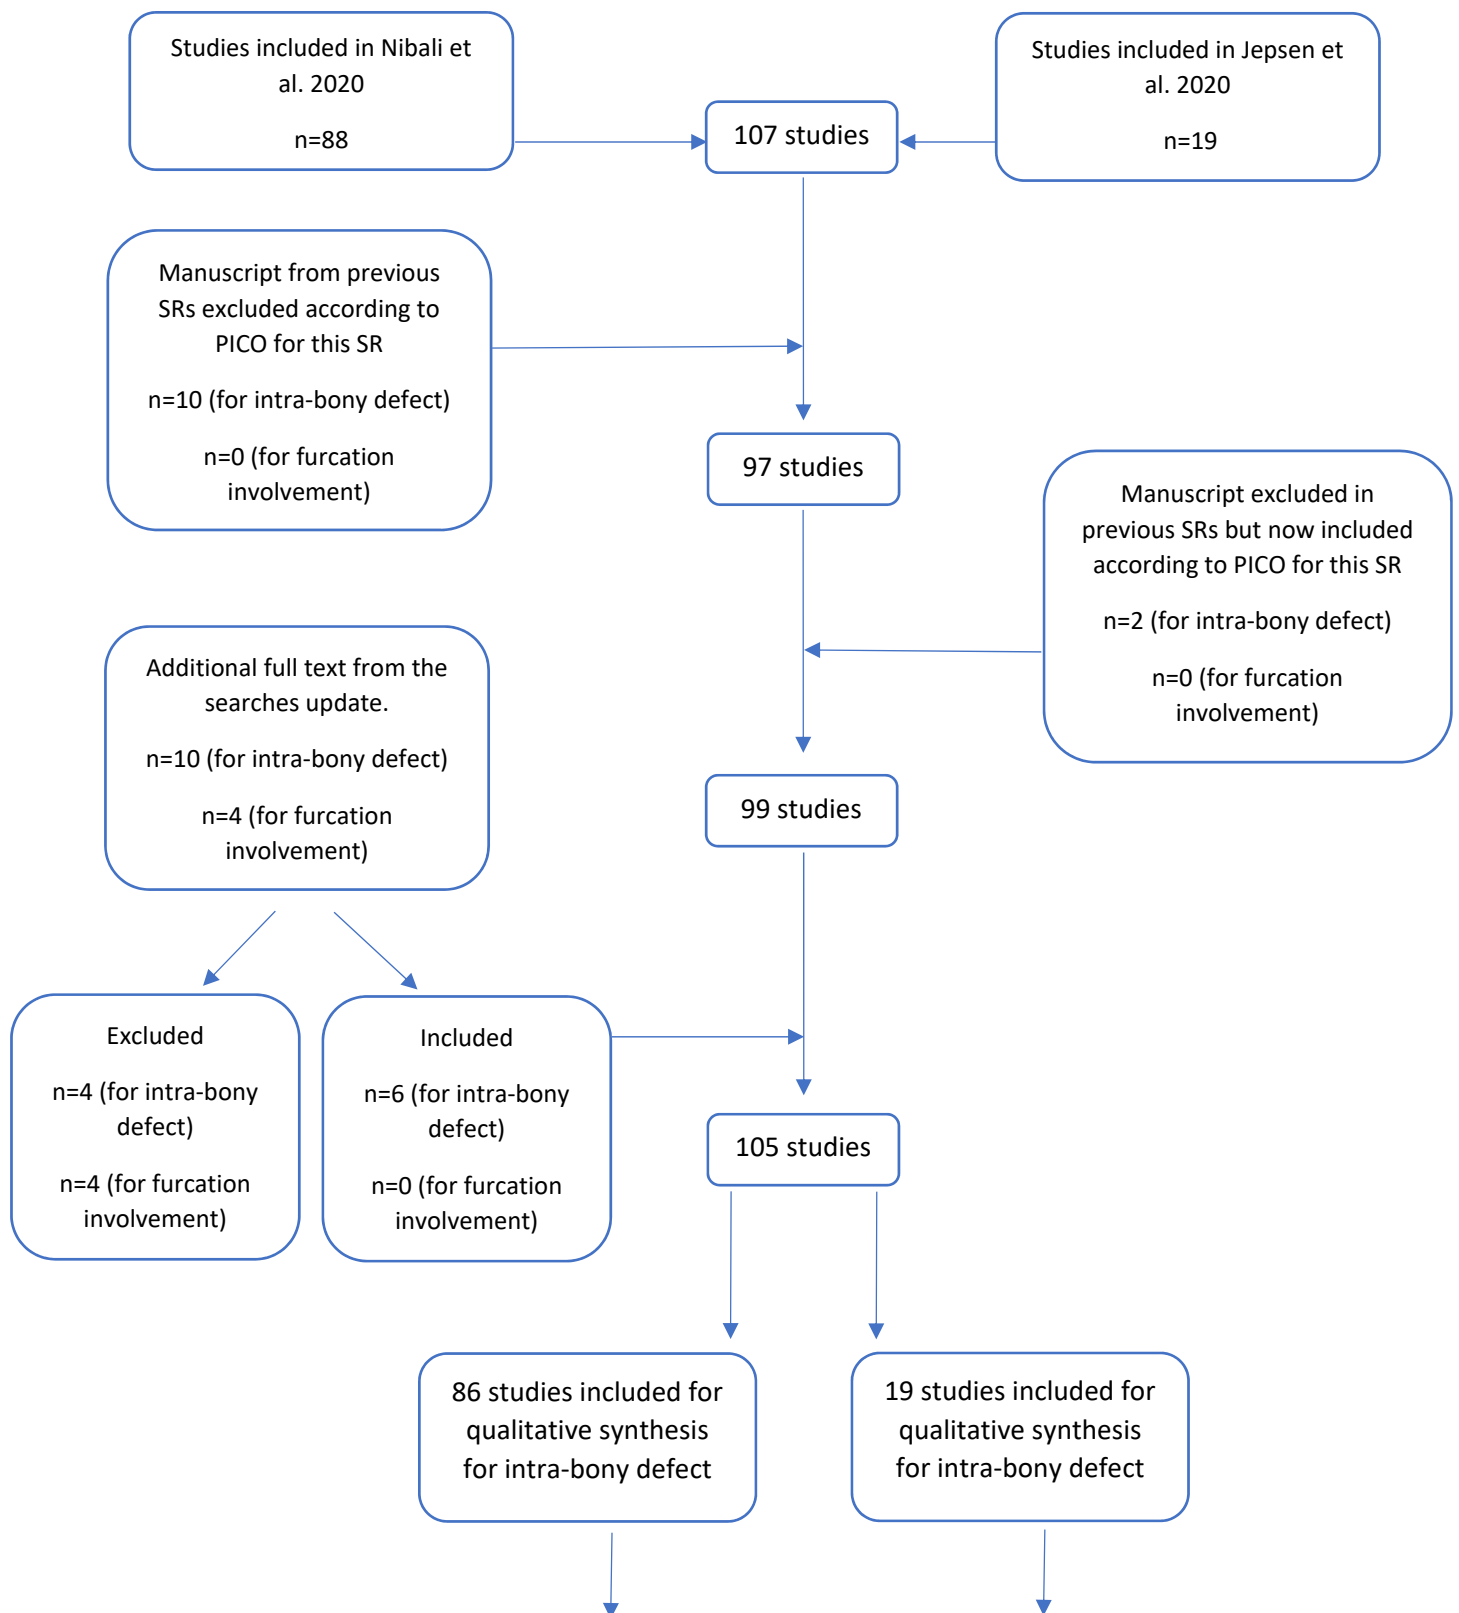 Studies included in Nibali et
al. 2020
n=88
Studies included in Jepsen et
al. 2020
n=19
107 studies
Manuscript from previous
SRs excluded according to
PICO for this SR
n=10 (for intra-bony defect)
n=0 (for furcation
involvement)
97 studies
Manuscript excluded in
previous SRs but now included
according to PICO for this SR
n=2 (for intra-bony defect)
n=0 (for furcation
involvement)
Additional full text from the
searches update.
n=10 (for intra-bony defect)
n=4 (for furcation
involvement)
99 studies
Excluded
n=4 (for intra-bony
defect)
n=4 (for furcation
involvement)
Included
n=6 (for intra-bony
defect)
n=0 (for furcation
involvement)
105 studies
86 studies included for
qualitative synthesis
for intra-bony defect
19 studies included for
qualitative synthesis
for intra-bony defect